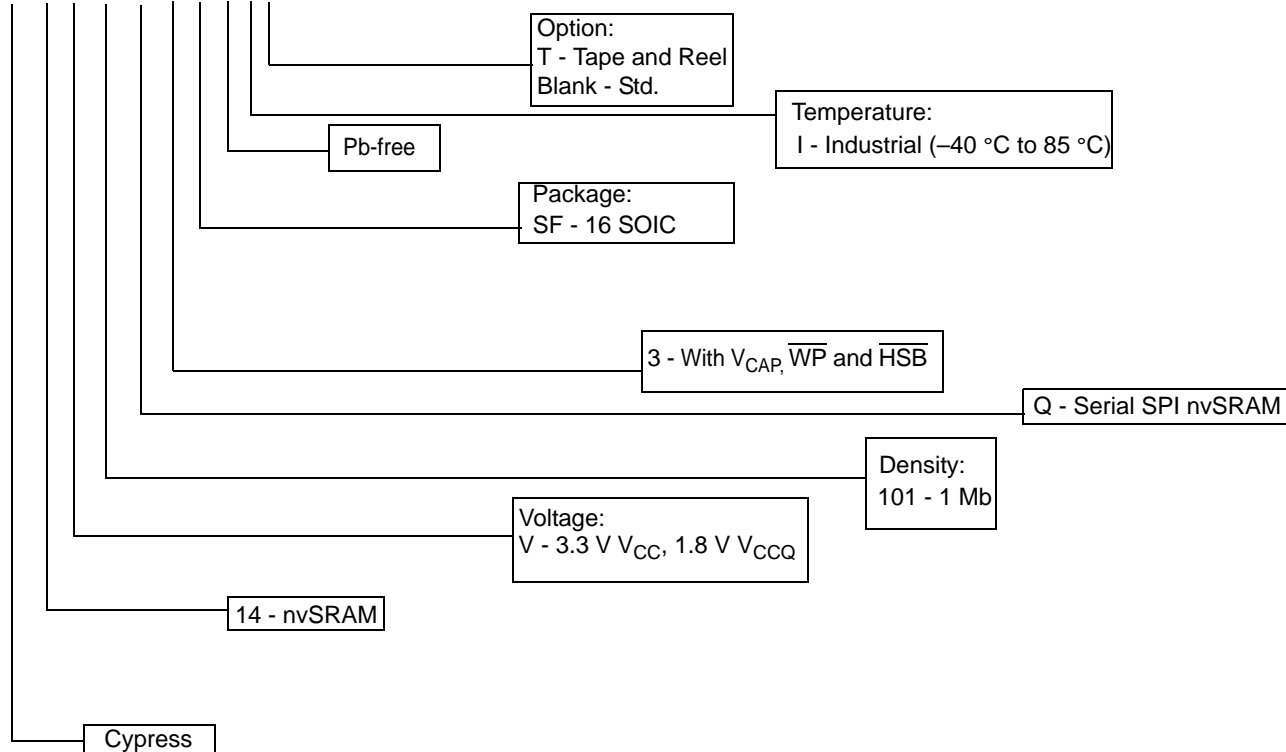 Option:
T - Tape and Reel
Blank - Std.
Temperature:
I - Industrial (–40 °C to 85 °C)
Pb-free
Package:
SF - 16 SOIC
3 - With VCAP, WP and HSB
Q - Serial SPI nvSRAM
Density:
101 - 1 Mb
Voltage:
V - 3.3 V VCC, 1.8 V VCCQ
14 - nvSRAM
Cypress